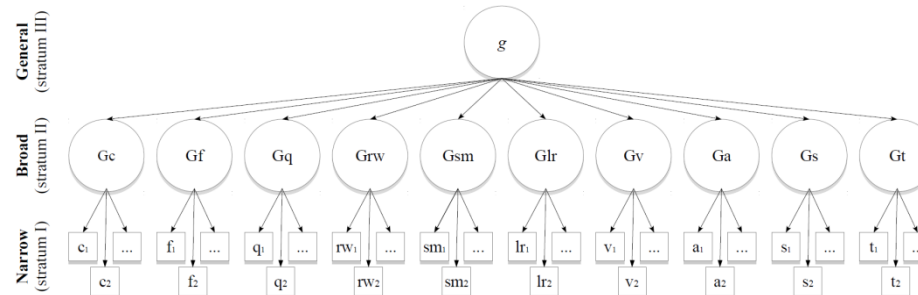 General
(stratum III)
g
Broad
(stratum II)
Gc Gf Gq Grw Gsm Glr Gv Ga Gs Gt
Narrow
(stratum I)
c₁ ... f₁ ... q₁ ... rw₁ ... sm₁ ... lr₁ ... v₁ ... a₁ ... s₁ ... t₁ ...
c₂ f₂ q₂ rw₂ sm₂ lr₂ v₂ a₂ s₂ t₂